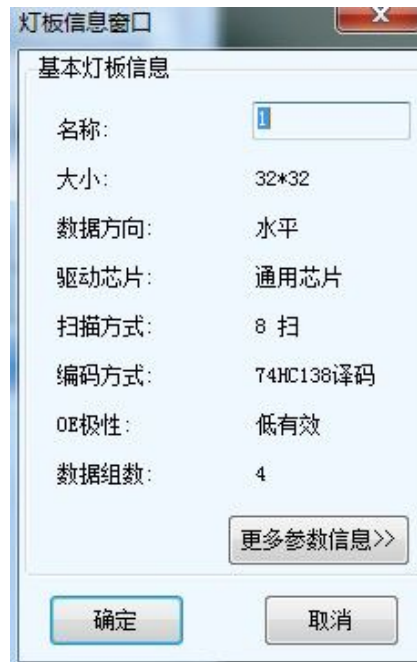 灯板信息窗口
X
基本灯板信息
名称: 1
大小: 32*32
数据方向: 水平
驱动芯片: 通用芯片
扫描方式: 8 扫
编码方式: 74HC138译码
OE极性: 低有效
数据组数: 4
更多参数信息>>
确定 取消